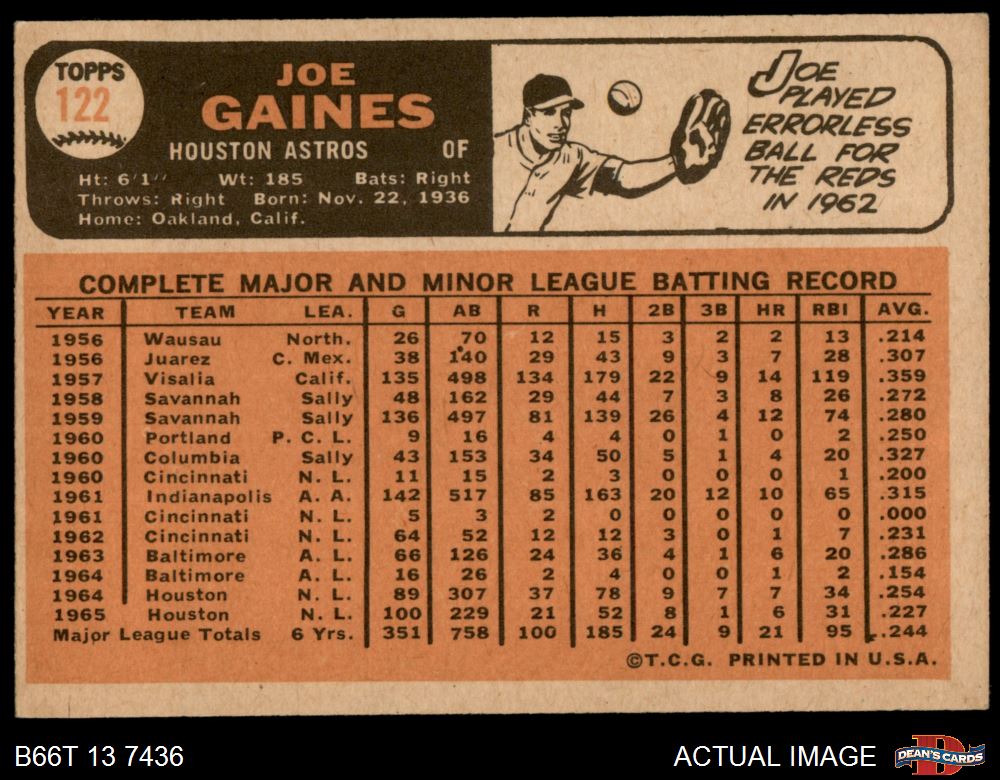 TOPPS
122
JOE
GAINES
HOUSTON ASTROS OF
Ht: 6'1" Wt: 185 Bats: Right
Throws: Right Born: Nov. 22, 1936
Home: Oakland, Calif.
JOE
PLAYED
ERRORLESS
BALL FOR
THE REDS
IN 1962
COMPLETE MAJOR AND MINOR LEAGUE BATTING RECORD
YEAR TEAM LEA. G AB R H 2B 3B HR RBI AVG.
1956 Wausau North. 26 70 12 15 3 2 2 13 .214
1956 Juarez C. Mex. 38 140 29 43 9 3 7 28 .307
1957 Visalia Calif. 135 498 134 179 22 9 14 119 .359
1958 Savannah Sally 48 162 29 44 7 3 8 26 .272
1959 Savannah Sally 136 497 81 139 26 4 12 74 .280
1960 Portland P. C. L. 9 16 4 4 0 1 0 2 .250
1960 Columbia Sally 43 153 34 50 5 1 4 20 .327
1960 Cincinnati N. L. 11 15 2 3 0 0 0 1 .200
1961 Indianapolis A. A. 142 517 85 163 20 12 10 65 .315
1961 Cincinnati N. L. 5 3 2 0 0 0 0 0 .000
1962 Cincinnati N. L. 64 52 12 12 3 0 1 7 .231
1963 Baltimore A. L. 66 126 24 36 4 1 6 20 .286
1964 Baltimore A. L. 16 26 2 4 0 0 1 2 .154
1964 Houston N. L. 89 307 37 78 9 7 7 34 .254
1965 Houston N. L. 100 229 21 52 8 1 6 31 .227
Major League Totals 6 Yrs. 351 758 100 185 24 9 21 95 .244
©T.C.G. PRINTED IN U.S.A.
B66T 13 7436 ACTUAL IMAGE DEAN'S CARDS